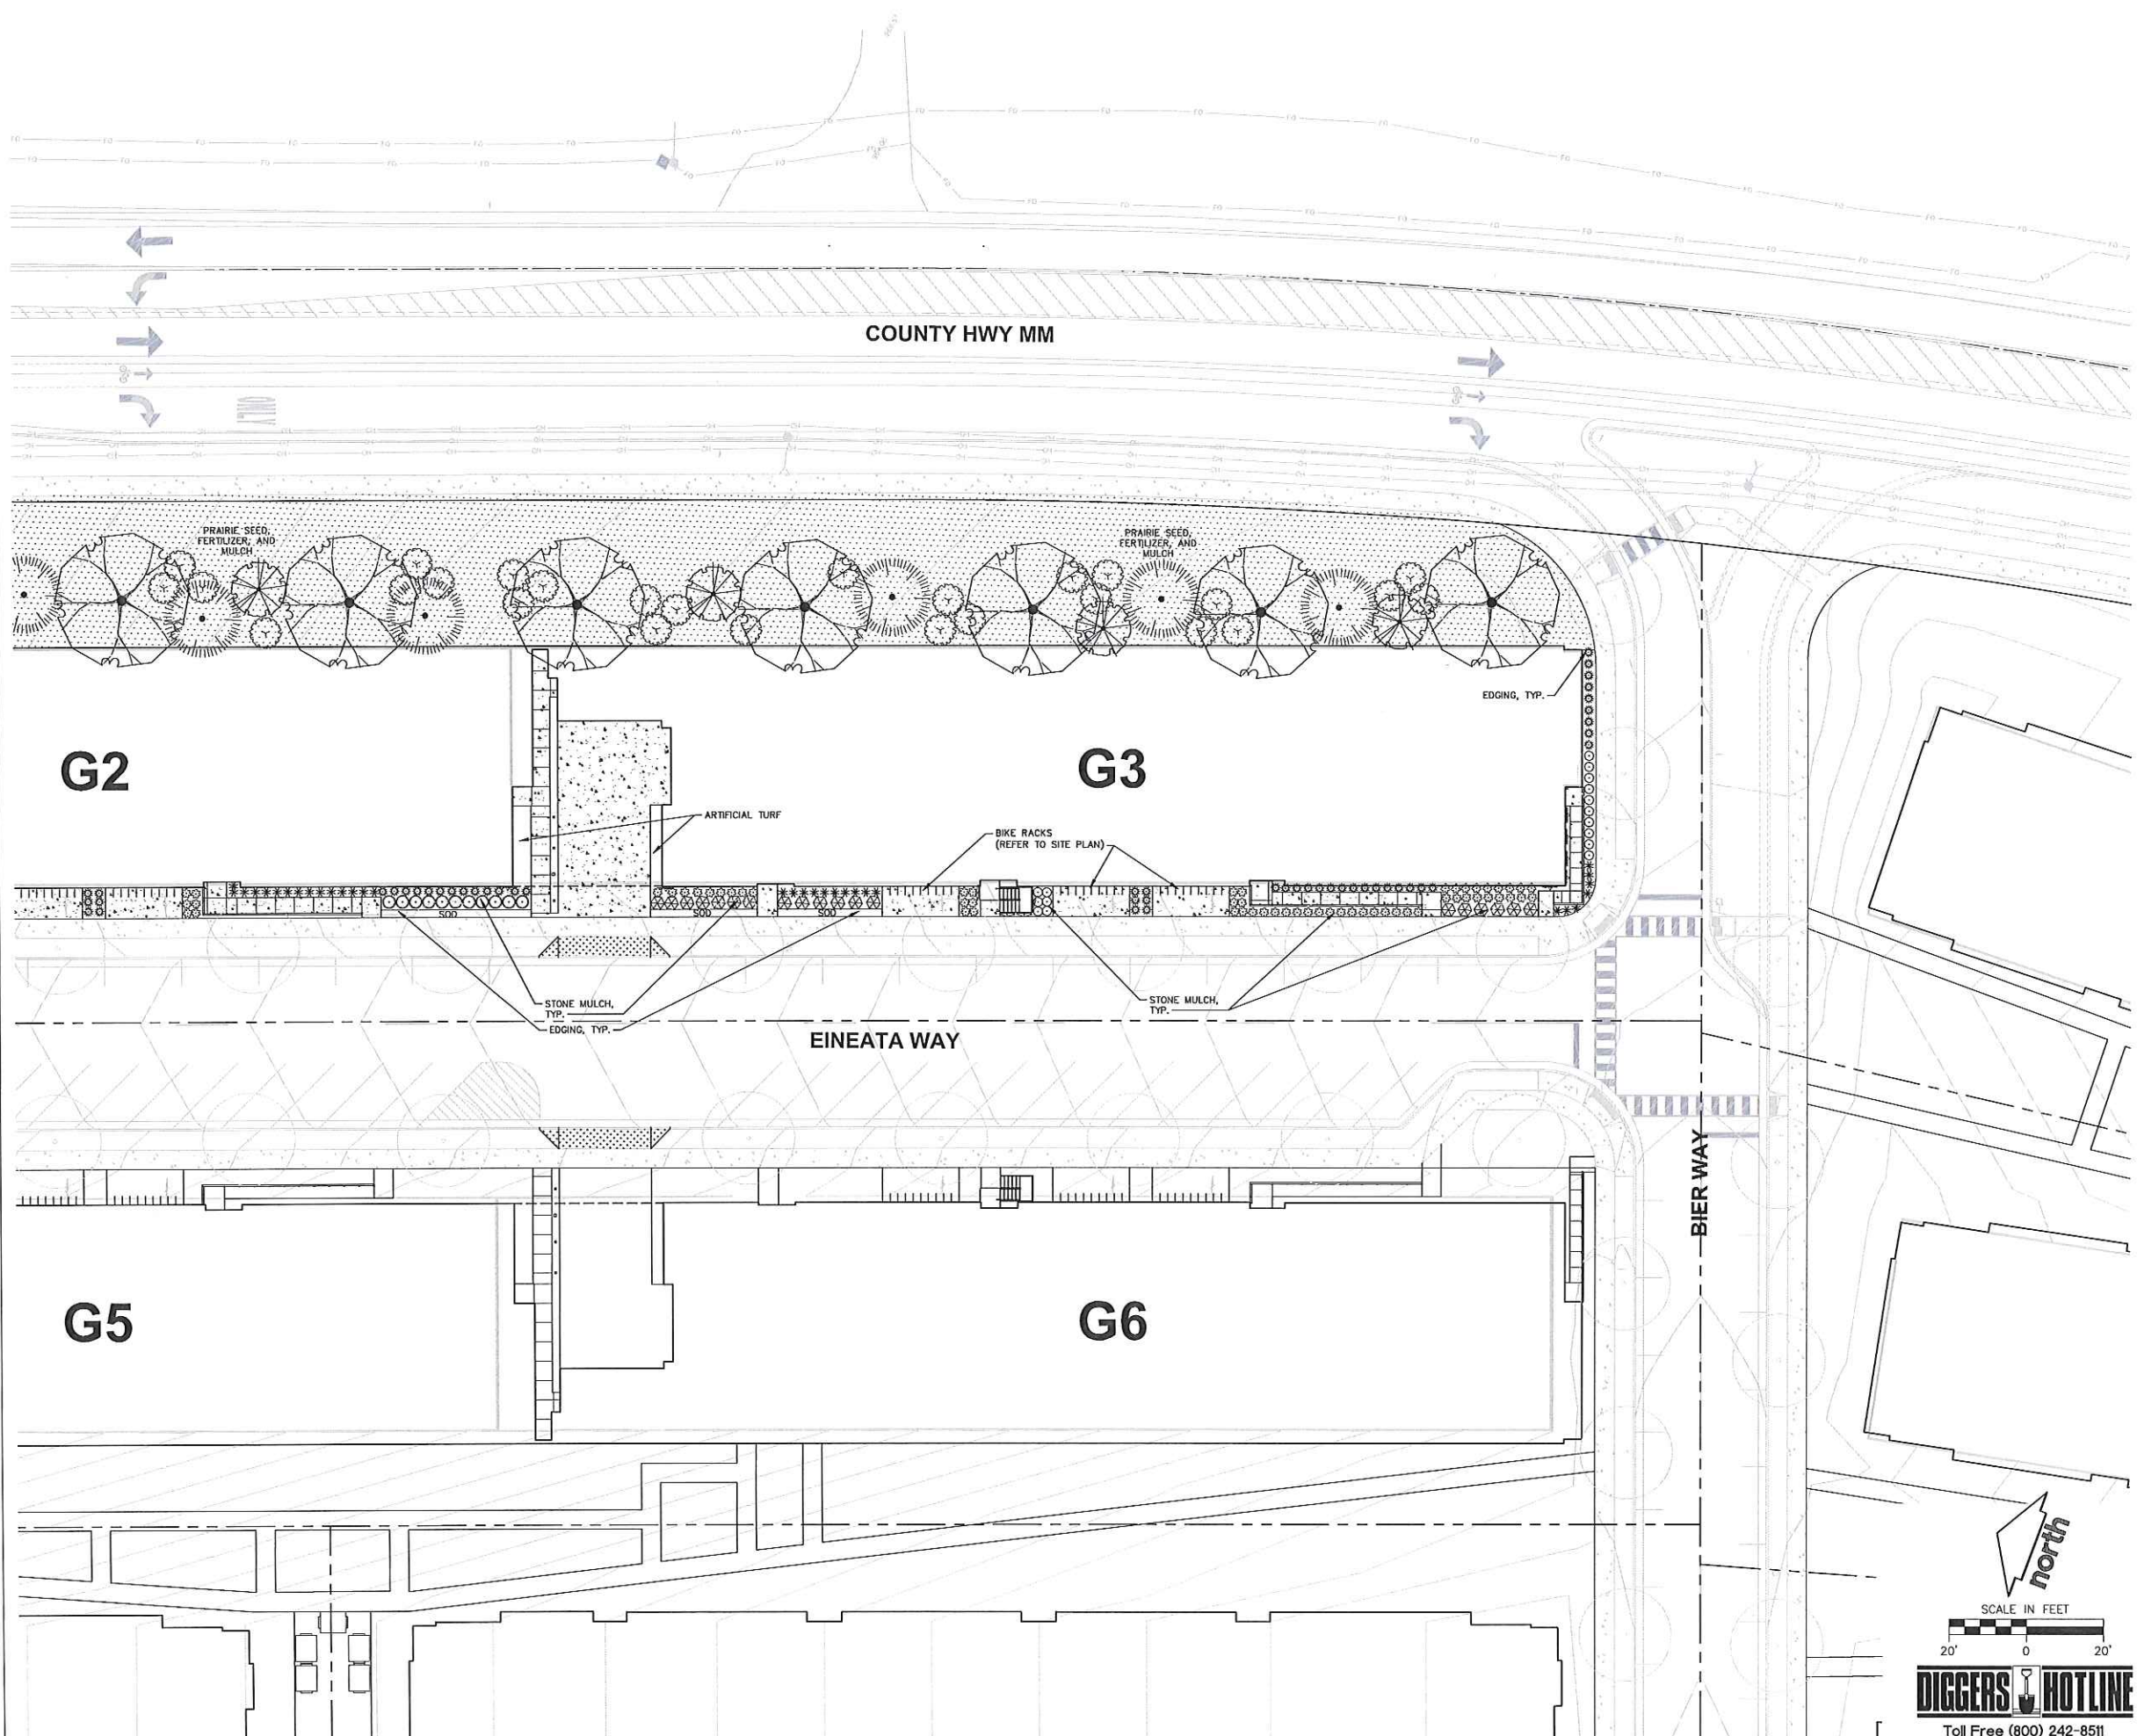 COUNTY HWY MM
ONLY
PRAIRIE SEED,
FERTILIZER, AND
MULCH
PRAIRIE SEED,
FERTILIZER, AND
MULCH
EDGING, TYP.
G2
G3
ARTIFICIAL TURF
BIKE RACKS
(REFER TO SITE PLAN)
SOD
SOD
SOD
STONE MULCH,
TYP.
EDGING, TYP.
STONE MULCH,
TYP.
EINEATA WAY
BIER WAY
G5
G6
north
SCALE IN FEET
20' 0 20'
DIGGERS HOTLINE
Toll Free (800) 242-8511